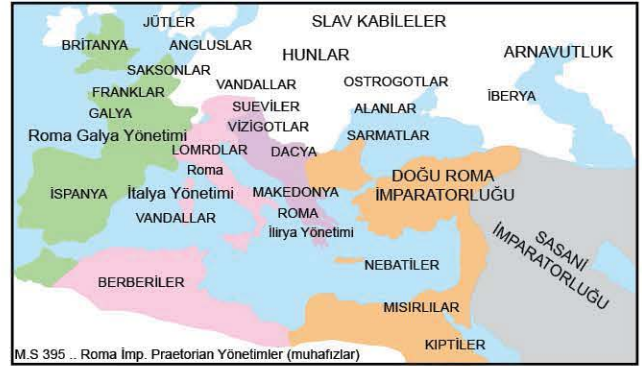 JÜTLER
SLAV KABİLELER
BRİTANYA
ANGLUSLAR
HUNLAR
ARNAVUTLUK
SAKSONLAR
VANDALLAR
OSTROGOTLAR
FRANKLAR
SUEVİLER
ALANLAR
İBERYA
GALYA
VİZİGOTLAR
Roma Galya Yönetimi
SARMATLAR
LOMRDLAR
DACYA
Roma
DOĞU ROMA
İMPARATORLUĞU
İSPANYA
İtalya Yönetimi
MAKEDONYA
VANDALLAR
ROMA
İlirya Yönetimi
SASANİ
İMPARATORLUĞU
NEBATİLER
BERBERİLER
MISIRLILAR
KIPTİLER
M.S 395 .. Roma İmp. Praetorian Yönetimler (muhafızlar)